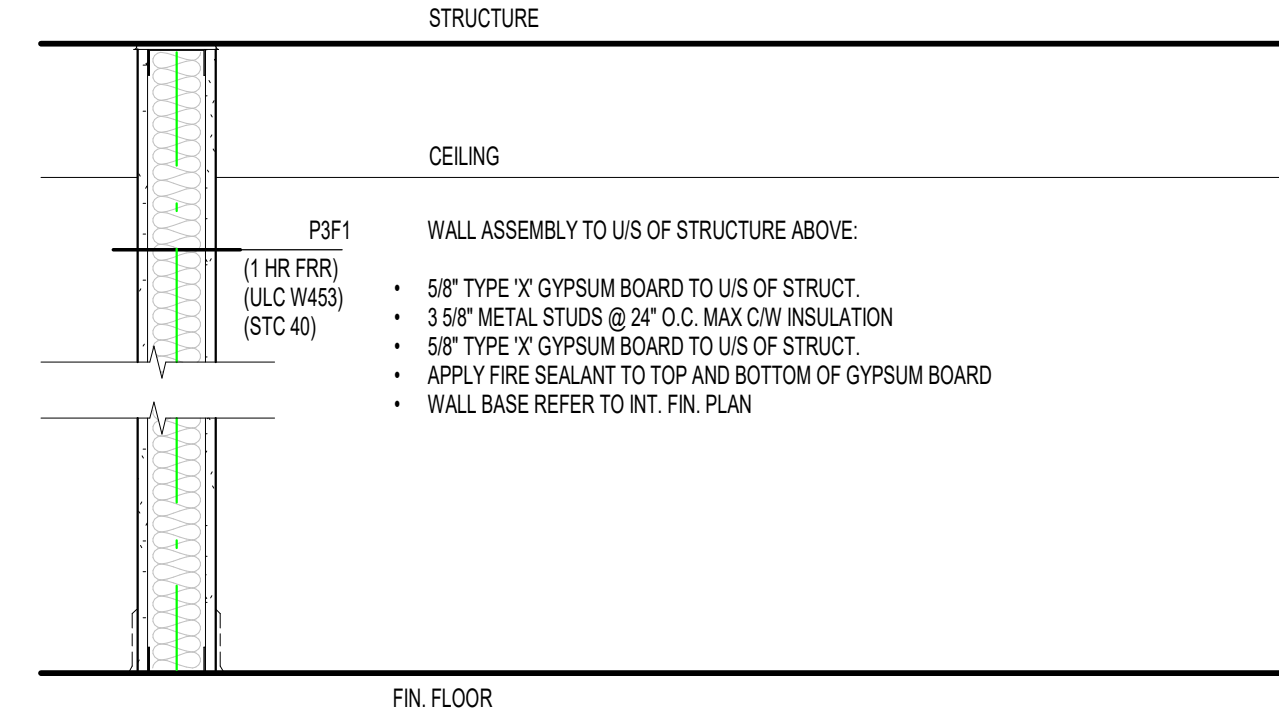 STRUCTURE
CEILING
P3F1
(1 HR FRR)
(ULC W453)
(STC 40)
WALL ASSEMBLY TO U/S OF STRUCTURE ABOVE:
• 5/8" TYPE 'X' GYPSUM BOARD TO U/S OF STRUCT.
• 3 5/8" METAL STUDS @ 24" O.C. MAX C/W INSULATION
• 5/8" TYPE 'X' GYPSUM BOARD TO U/S OF STRUCT.
• APPLY FIRE SEALANT TO TOP AND BOTTOM OF GYPSUM BOARD
• WALL BASE REFER TO INT. FIN. PLAN
FIN. FLOOR